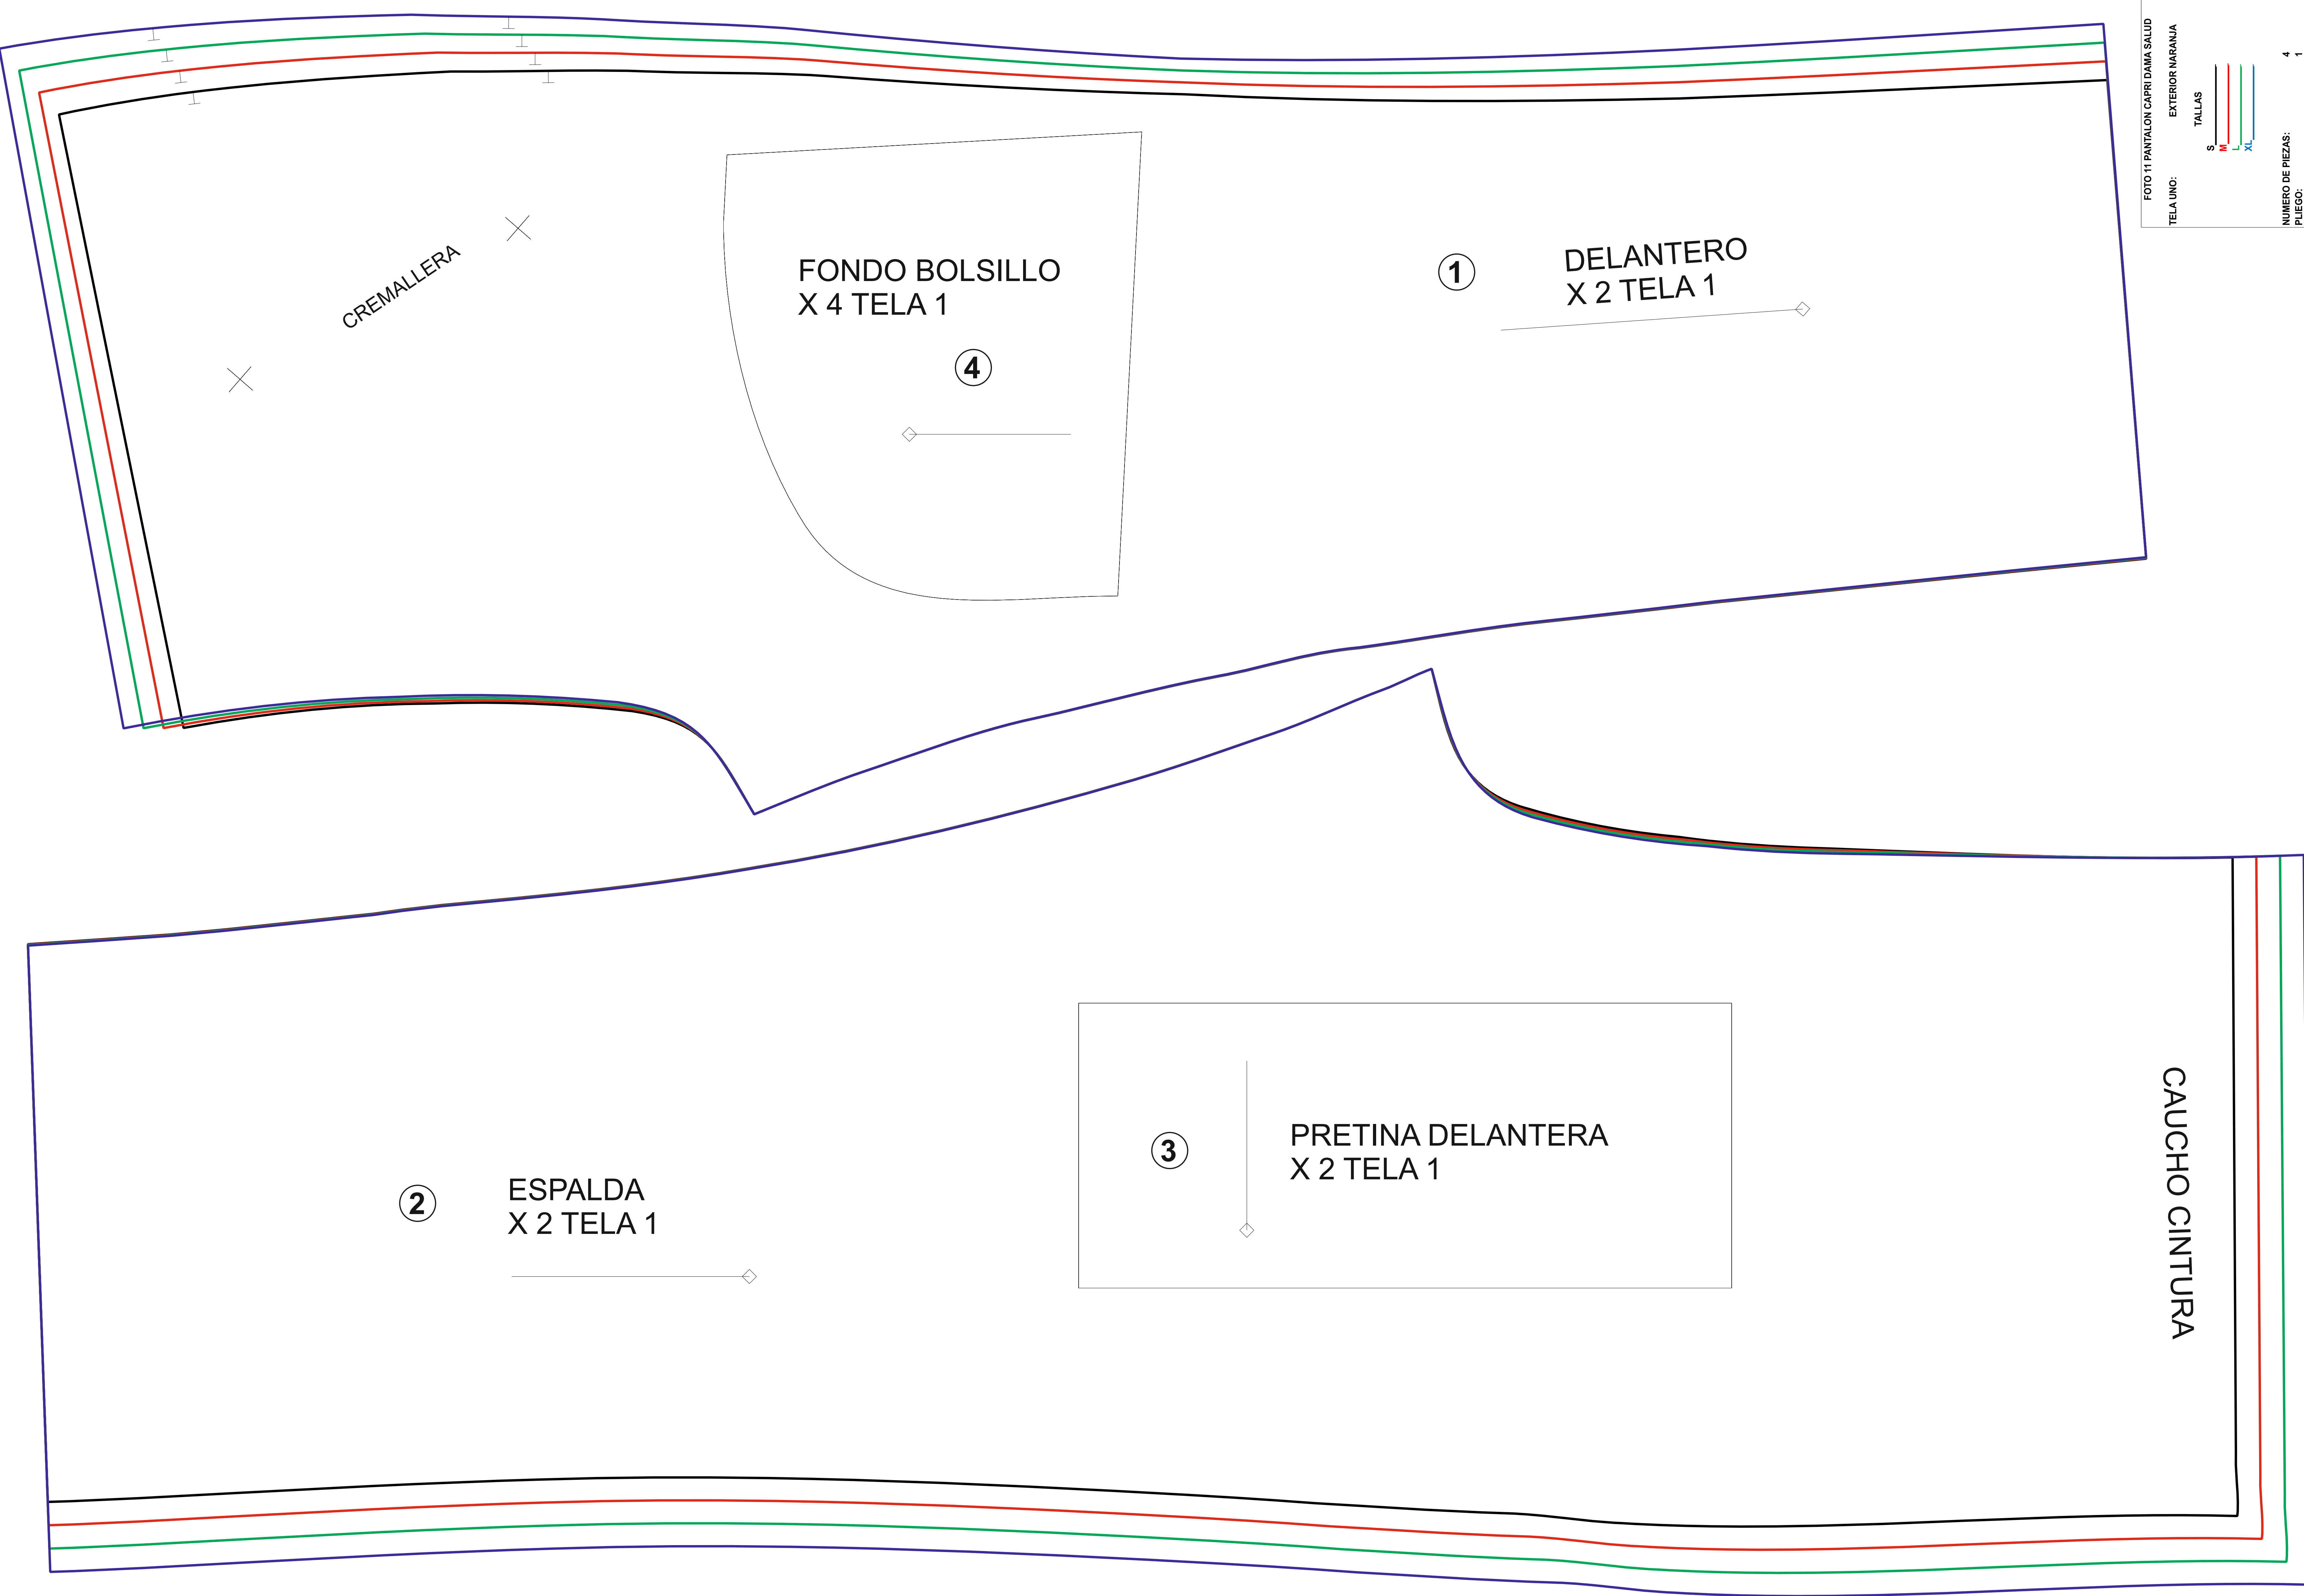 CREMALLERA
FONDO BOLSILLO
X 4 TELA 1
4
1
DELANTERO
X 2 TELA 1
FOTO 11 PANTALON CAPRI DAMA SALUD
TELA UNO: EXTERIOR NARANJA
TALLAS
S
M
L
XL
NUMERO DE PIEZAS: 4
PLIEGO: 1
2
ESPALDA
X 2 TELA 1
3
PRETINA DELANTERA
X 2 TELA 1
CAUCHO CINTURA